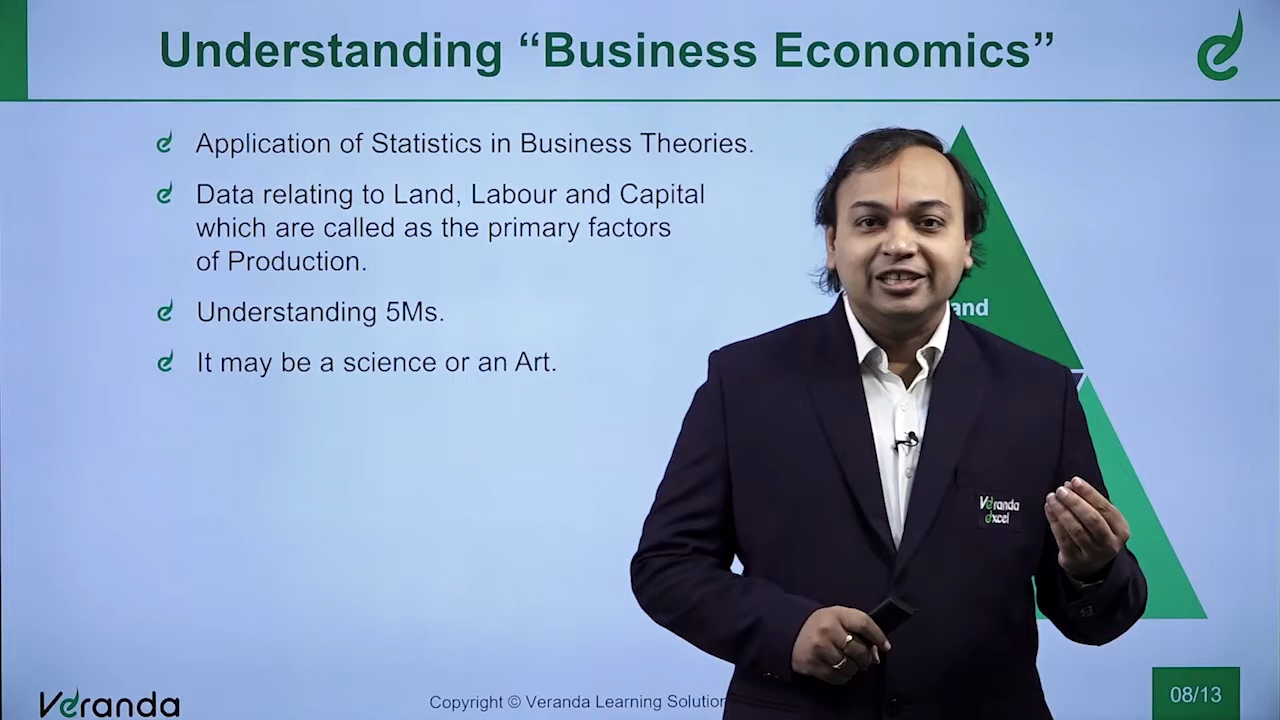 Understanding “Business Economics”
Application of Statistics in Business Theories.
Data relating to Land, Labour and Capital
which are called as the primary factors
of Production.
Understanding 5Ms.
It may be a science or an Art.
Veranda
excel
Veranda
Copyright © Veranda Learning
08/13